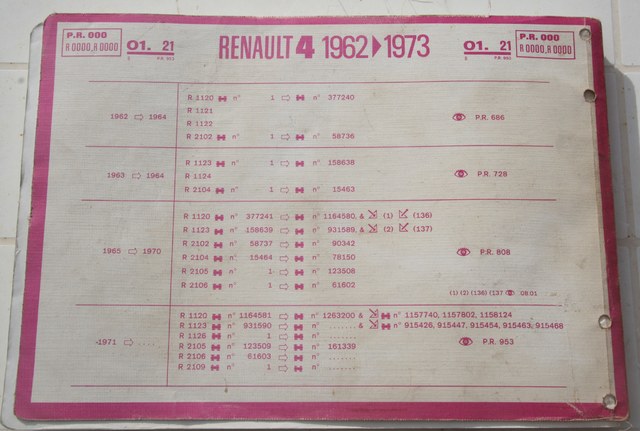 P.R. 000
R 0000, R 0000
01. 21
RENAULT 4 1962 1973
01. 21
P.R. 000
R 0000, R 0000
1962 1964
R 1120 n° 1 n° 377240
R 1121
R 1122
R 2102 n° 1 n° 58736
P.R. 686
1963 1964
R 1123 n° 1 n° 158638
R 1124
R 2104 n° 1 n° 15463
P.R. 728
1965 1970
R 1120 n° 377241 n° 1164580, & (1) (136)
R 1123 n° 158639 n° 931589, & (2) (137)
R 2102 n° 58737 n° 90342
R 2104 n° 15464 n° 78150
R 2105 n° 1 n° 123508
R 2106 n° 1 n° 61602
P.R. 808
(1) (2) (136) (137 08.01
1971 .....
R 1120 n° 1164581 n° 1263200 & n° 1157740, 1157802, 1158124
R 1123 n° 931590 n° ....... & n° 915426, 915447, 915454, 915463, 915468
R 1126 n° 1 n° .......
R 2105 n° 123509 n° 161339
R 2106 n° 61603 n° .......
R 2109 n° 1 n° .......
P.R. 953